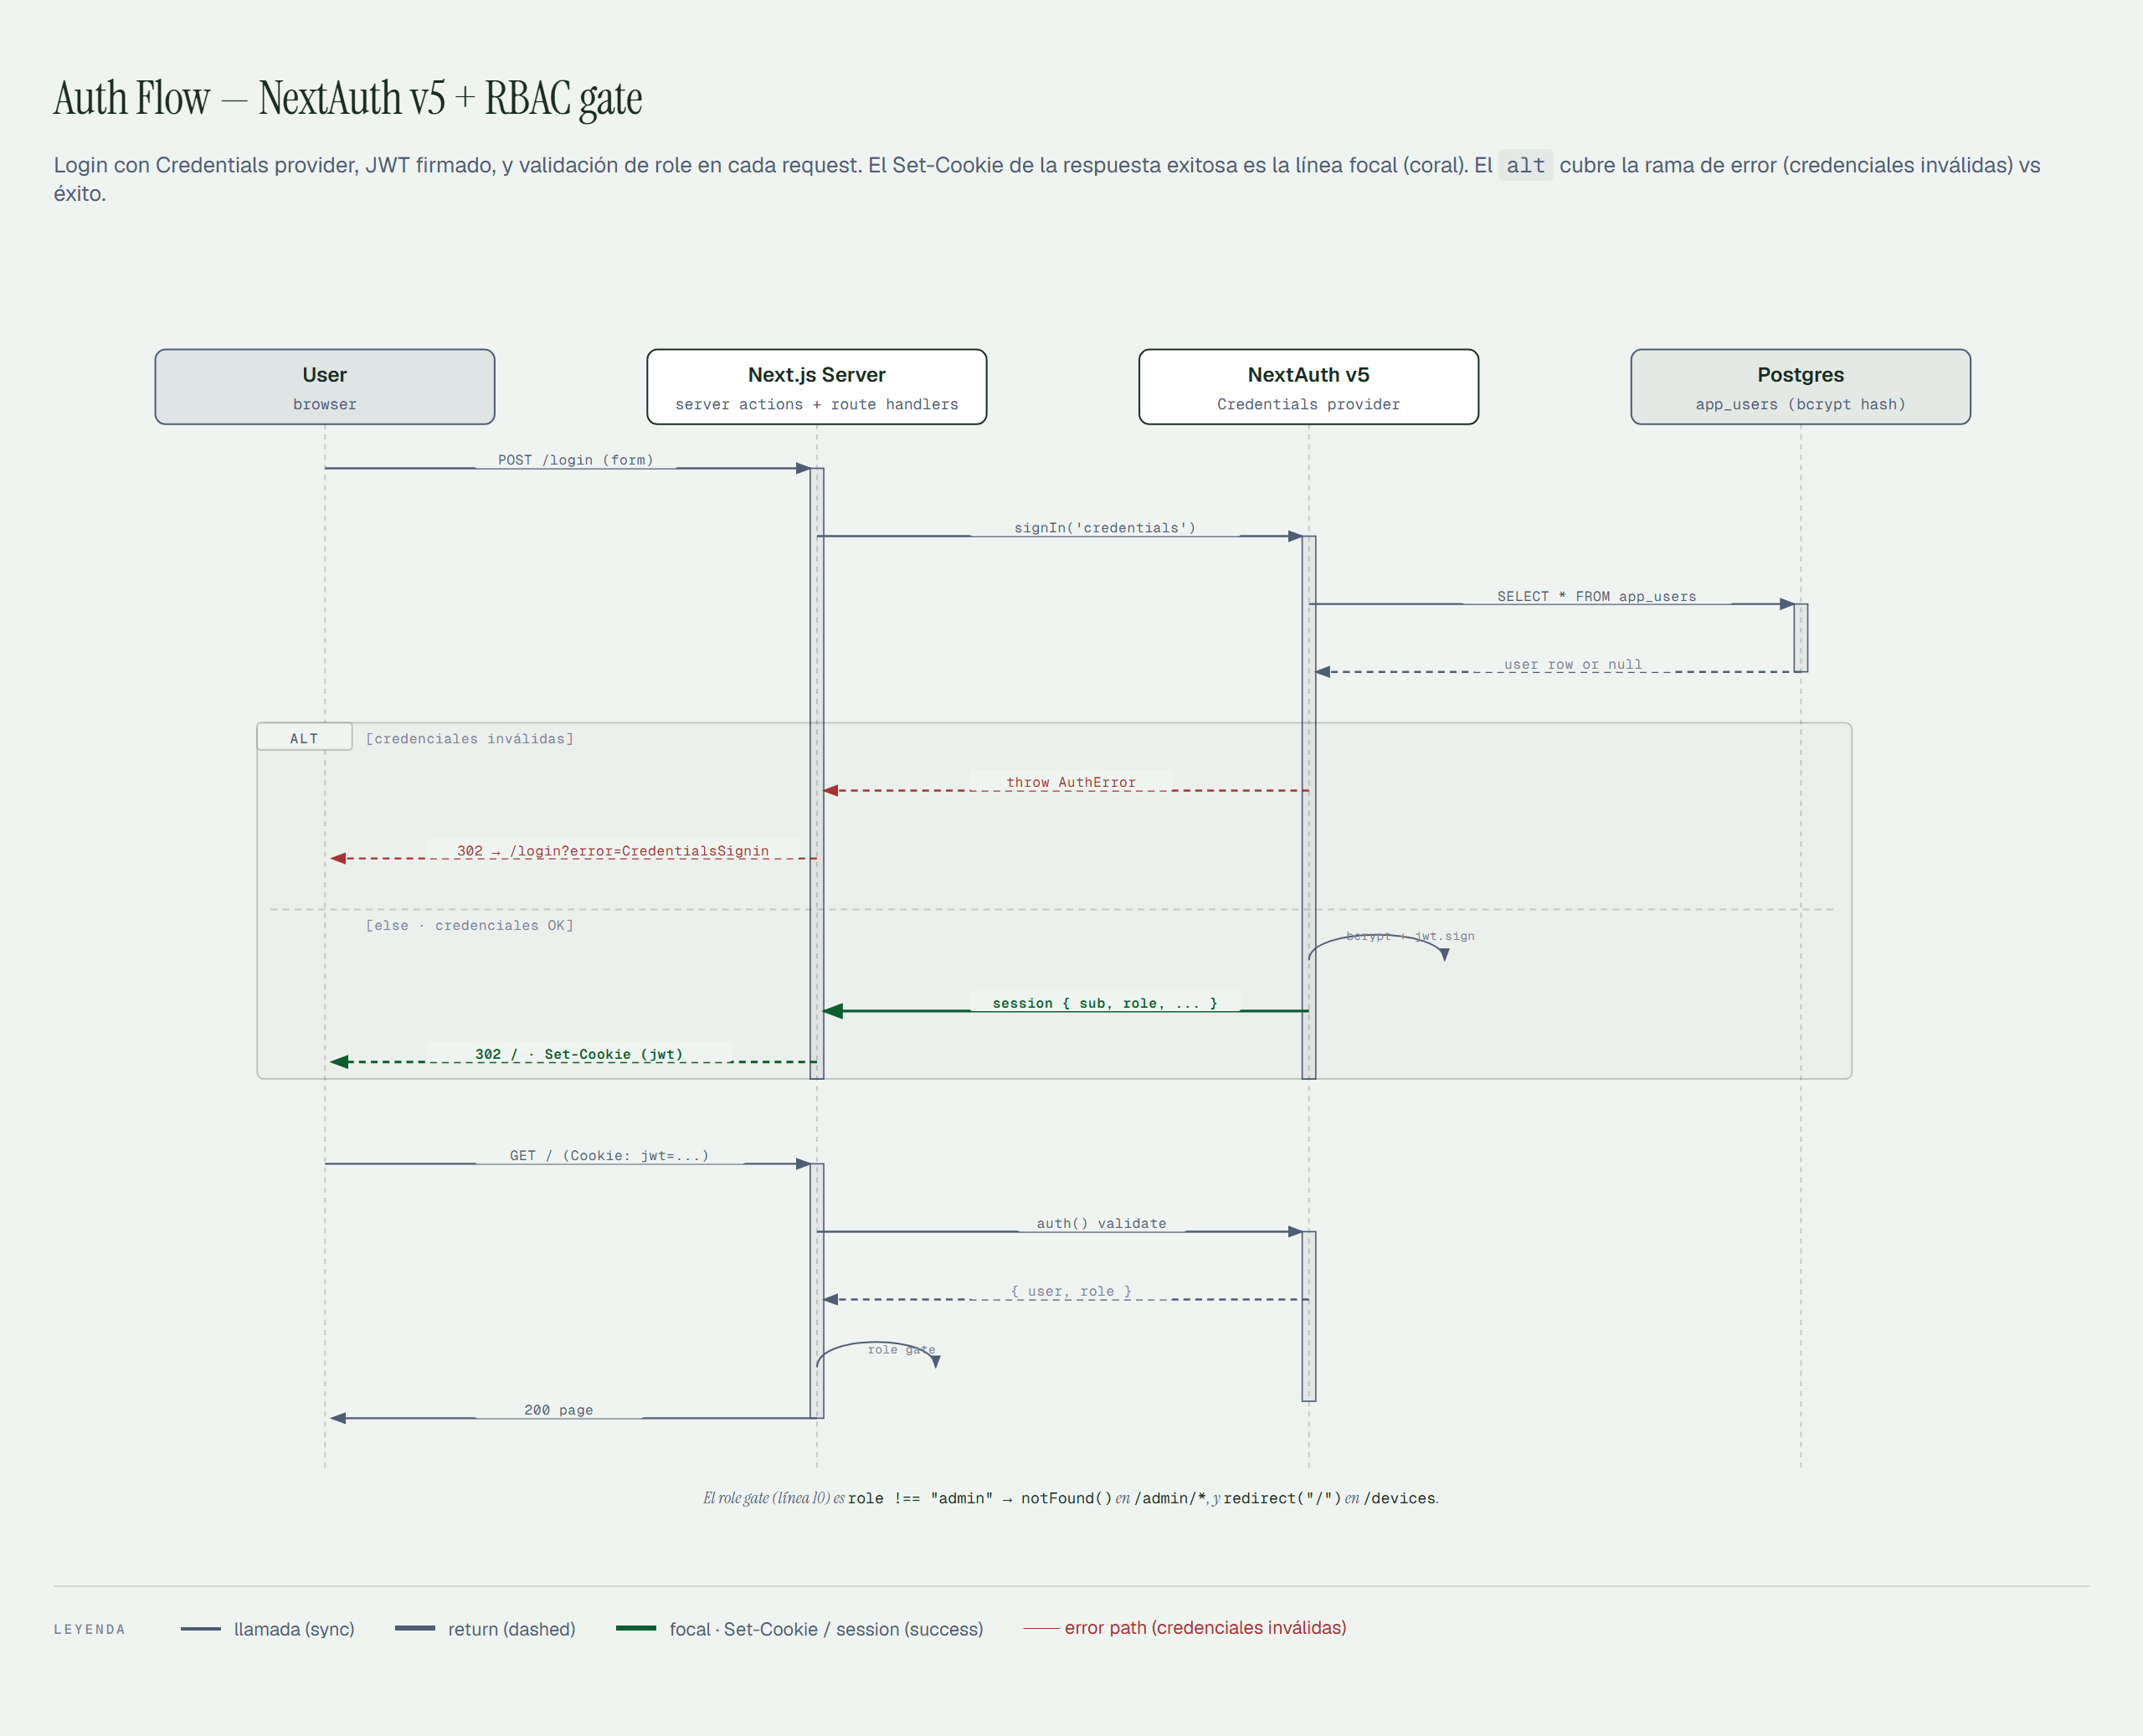 Auth Flow — NextAuth v5 + RBAC gate
Login con Credentials provider, JWT firmado, y validación de role en cada request. El Set-Cookie de la respuesta exitosa es la línea focal (coral). El alt cubre la rama de error (credenciales inválidas) vs
éxito.
User
browser
Next.js Server
server actions + route handlers
NextAuth v5
Credentials provider
Postgres
app_users (bcrypt hash)
POST /login (form)
signIn('credentials')
SELECT * FROM app_users
user row or null
ALT
[credenciales inválidas]
throw AuthError
302 → /login?error=CredentialsSignin
[else · credenciales OK]
bcrypt + jwt.sign
session { sub, role, ... }
302 / · Set-Cookie (jwt)
GET / (Cookie: jwt=...)
auth() validate
{ user, role }
role gate
200 page
El role gate (línea 10) es role !== "admin" → notFound() en /admin/*, y redirect("/") en /devices.
LEYENDA
llamada (sync)
return (dashed)
focal · Set-Cookie / session (success)
error path (credenciales inválidas)